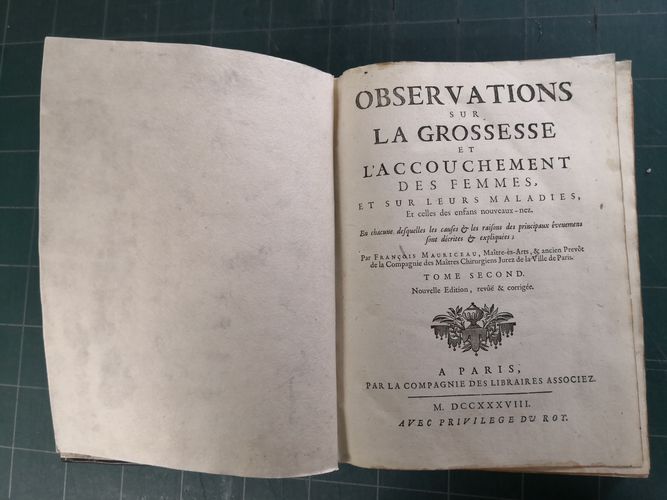 OBSERVATIONS
SUR
LA GROSSESSE
ET
L'ACCOUCHEMENT
DES FEMMES,
ET SUR LEURS MALADIES,
Et celles des enfans nouveaux-nez.
En chacune desquelles les causes & les raisons des principaux évenemens
sont décrites & expliquées;
Par FRANÇOIS MAURICEAU, Maître-ès-Arts, & ancien Prevôt
de la Compagnie des Maîtres Chirurgiens Jurez de la Ville de Paris.
TOME SECOND.
Nouvelle Edition, revûë & corrigée.
A PARIS,
PAR LA COMPAGNIE DES LIBRAIRES ASSOCIEZ.
M. DCCXXXVIII.
AVEC PRIVILEGE DU ROY.